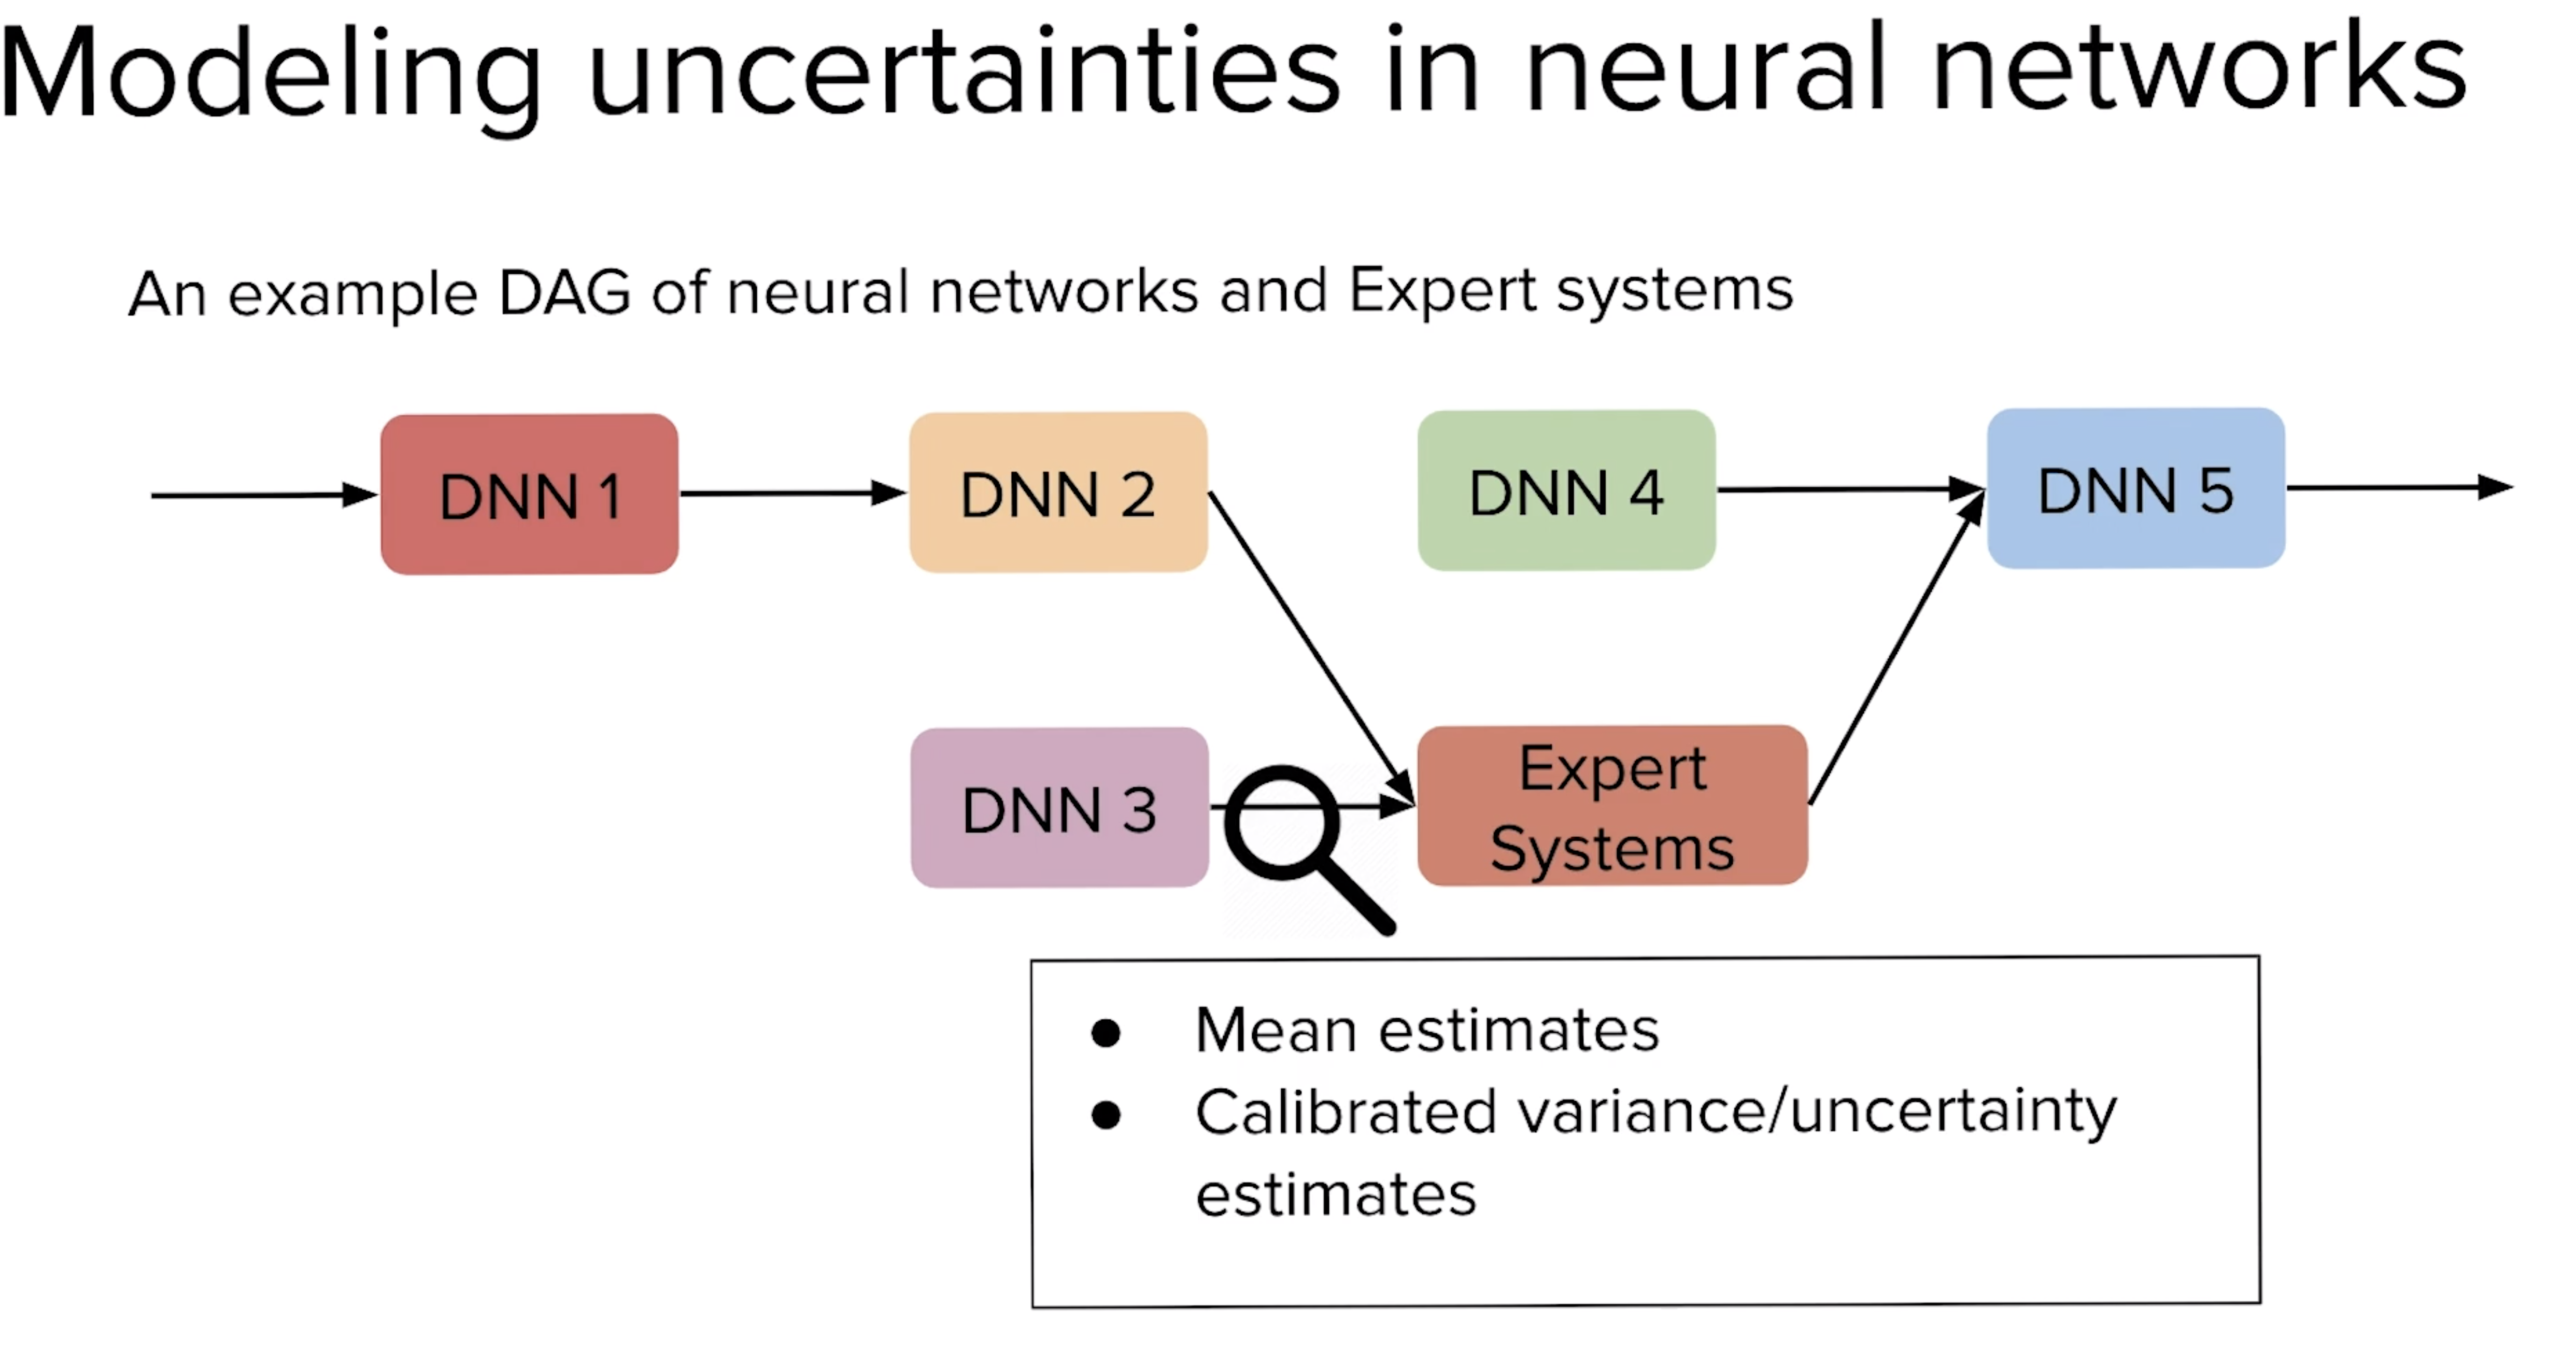 Modeling uncertainties in neural networks
An example DAG of neural networks and Expert systems
DNN 1
DNN 2
DNN 4
DNN 5
DNN 3
Expert
Systems
● Mean estimates
● Calibrated variance/uncertainty
estimates